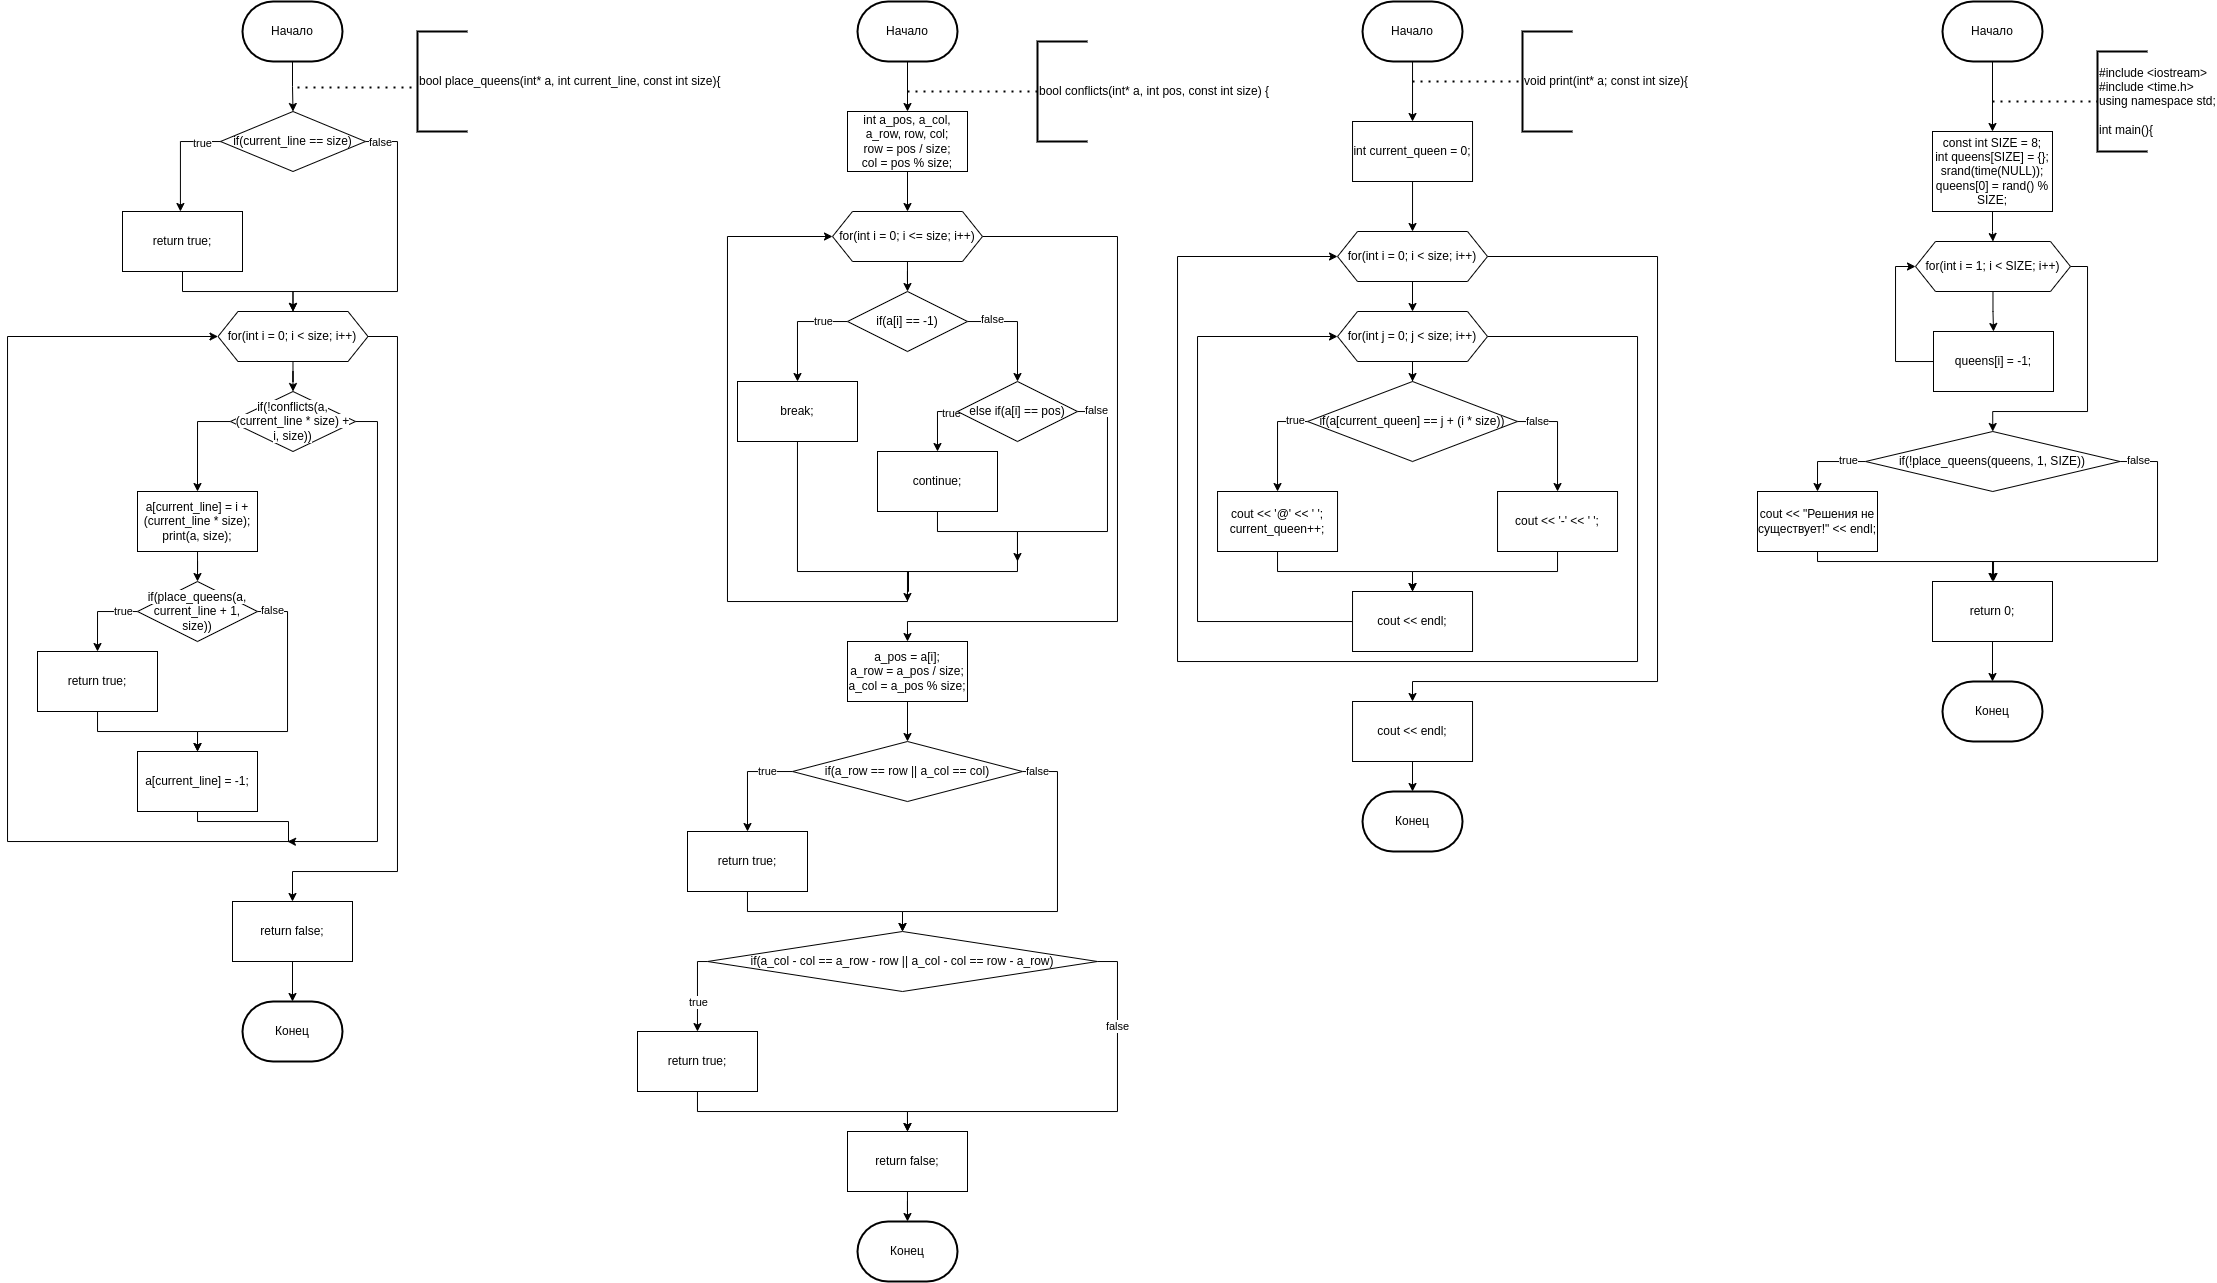 Начало
bool place_queens(int* a, int current_line, const int size){
if(current_line == size)
true
false
return true;
for(int i = 0; i < size; i++)
if(!conflicts(a,
(current_line * size) +
i, size))
a[current_line] = i +
(current_line * size);
print(a, size);
if(place_queens(a,
current_line + 1,
size))
true
false
return true;
a[current_line] = -1;
return false;
Конец
Начало
bool conflicts(int* a, int pos, const int size) {
int a_pos, a_col,
a_row, row, col;
row = pos / size;
col = pos % size;
for(int i = 0; i <= size; i++)
if(a[i] == -1)
true
false
break;
else if(a[i] == pos)
true
false
continue;
a_pos = a[i];
a_row = a_pos / size;
a_col = a_pos % size;
if(a_row == row || a_col == col)
true
false
return true;
if(a_col - col == a_row - row || a_col - col == row - a_row)
true
false
return true;
return false;
Конец
Начало
void print(int* a; const int size){
int current_queen = 0;
for(int i = 0; i < size; i++)
for(int j = 0; j < size; i++)
if(a[current_queen] == j + (i * size))
true
false
cout << '@' << ' ';
current_queen++;
cout << '-' << ' ';
cout << endl;
cout << endl;
Конец
Начало
#include <iostream>
#include <time.h>
using namespace std;
int main(){
const int SIZE = 8;
int queens[SIZE] = {};
srand(time(NULL));
queens[0] = rand() %
SIZE;
for(int i = 1; i < SIZE; i++)
queens[i] = -1;
if(!place_queens(queens, 1, SIZE))
true
false
cout << "Решения не
существует!" << endl;
return 0;
Конец